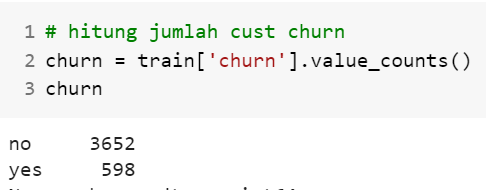 1 # hitung jumlah cust churn
2 churn = train['churn'].value_counts()
3 churn
no 3652
yes 598